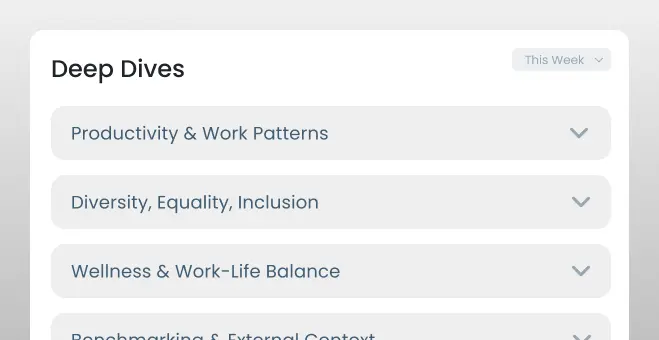 Deep Dives
This Week
Productivity & Work Patterns
Diversity, Equality, Inclusion
Wellness & Work-Life Balance
Benchmarking & External Context